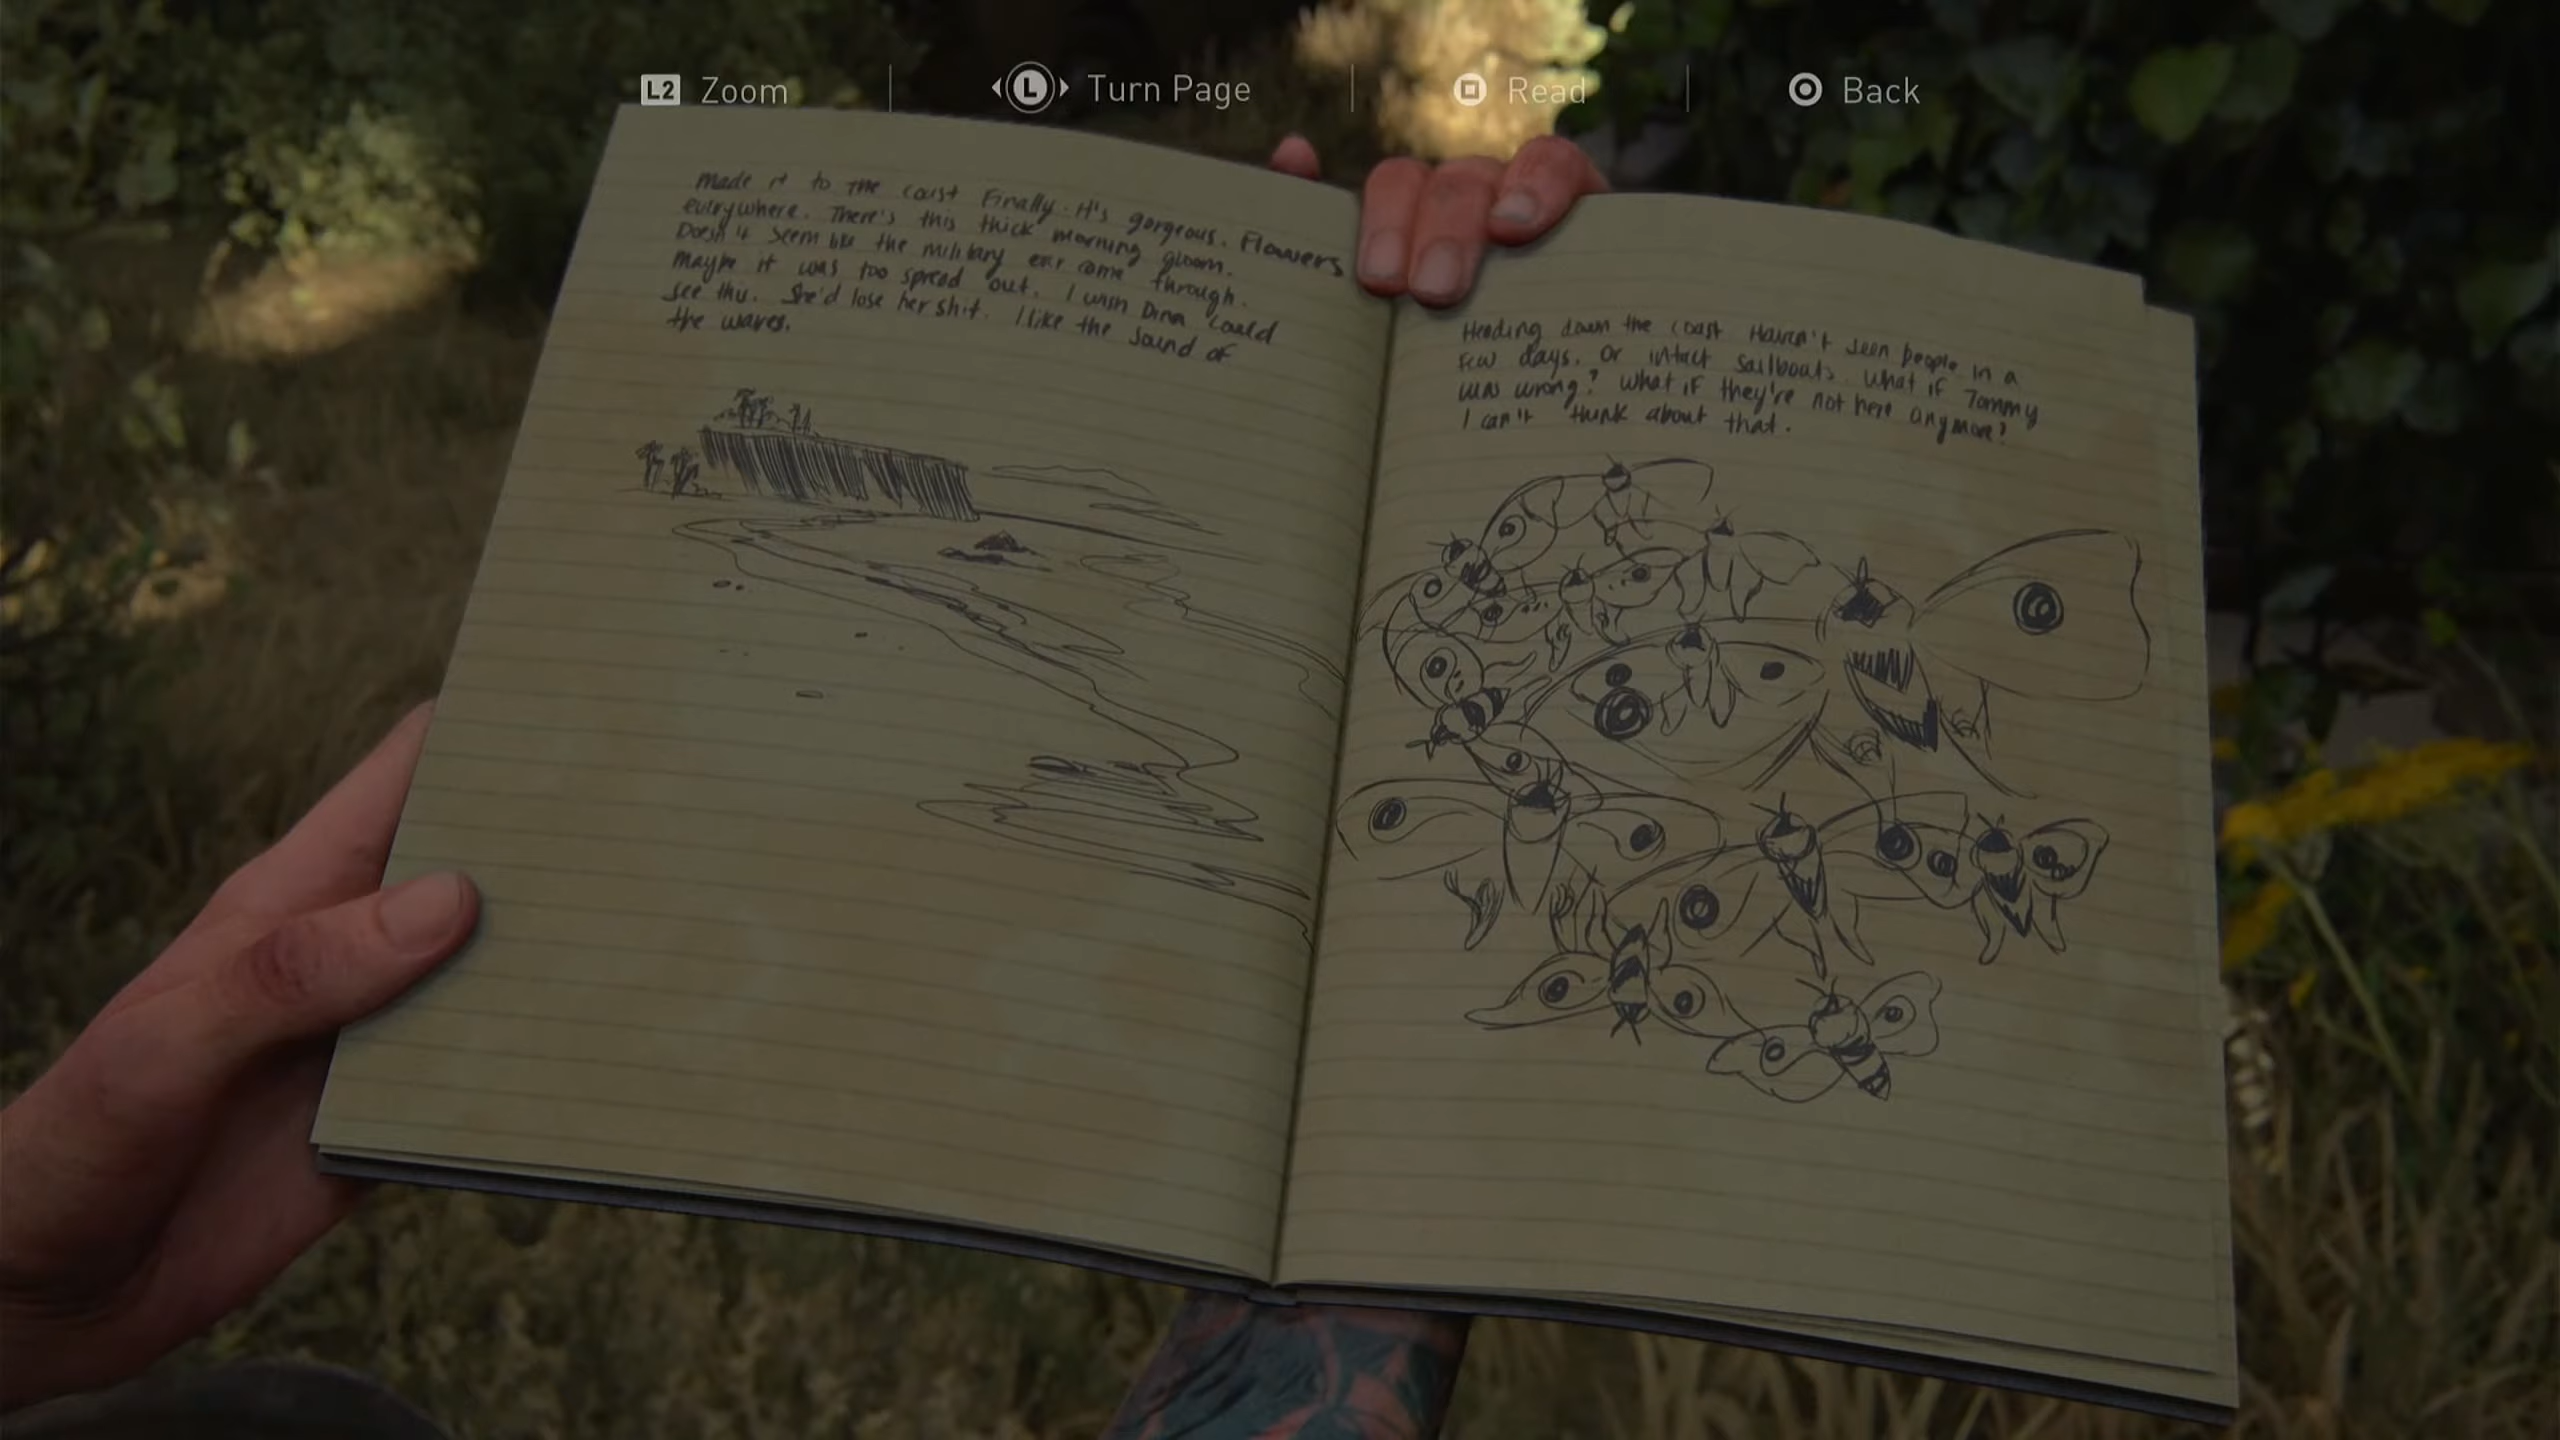 L2 Zoom
L Turn Page
Read
Back
Made it to the coast Finally. It's gorgeous. Flowers
everywhere. There's this thick morning gloom.
Doesn't seem like the military ever came through.
Maybe it was too spread out. I wish Dina could
see this. She'd lose her shit. I like the sound of
the waves.
Heading down the coast Haven't seen people in a
few days. Or intact sailboats. What if Tommy
was wrong? What if they're not here anymore?
I can't think about that.